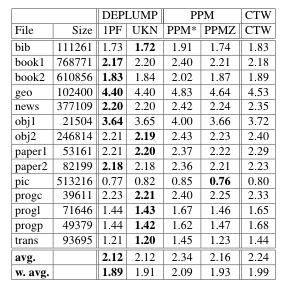 DEPLUMP PPM CTW
File Size 1PF UKN PPM* PPMZ CTW
bib 111261 1.73 1.72 1.91 1.74 1.83
book1 768771 2.17 2.20 2.40 2.21 2.18
book2 610856 1.83 1.84 2.02 1.87 1.89
geo 102400 4.40 4.40 4.83 4.64 4.53
news 377109 2.20 2.20 2.42 2.24 2.35
obj1 21504 3.64 3.65 4.00 3.66 3.72
obj2 246814 2.21 2.19 2.43 2.23 2.40
paper1 53161 2.21 2.20 2.37 2.22 2.29
paper2 82199 2.18 2.18 2.36 2.21 2.23
pic 513216 0.77 0.82 0.85 0.76 0.80
progc 39611 2.23 2.21 2.40 2.25 2.33
progl 71646 1.44 1.43 1.67 1.46 1.65
progp 49379 1.44 1.42 1.62 1.47 1.68
trans 93695 1.21 1.20 1.45 1.23 1.44
avg. 2.12 2.12 2.34 2.16 2.24
w. avg. 1.89 1.91 2.09 1.93 1.99